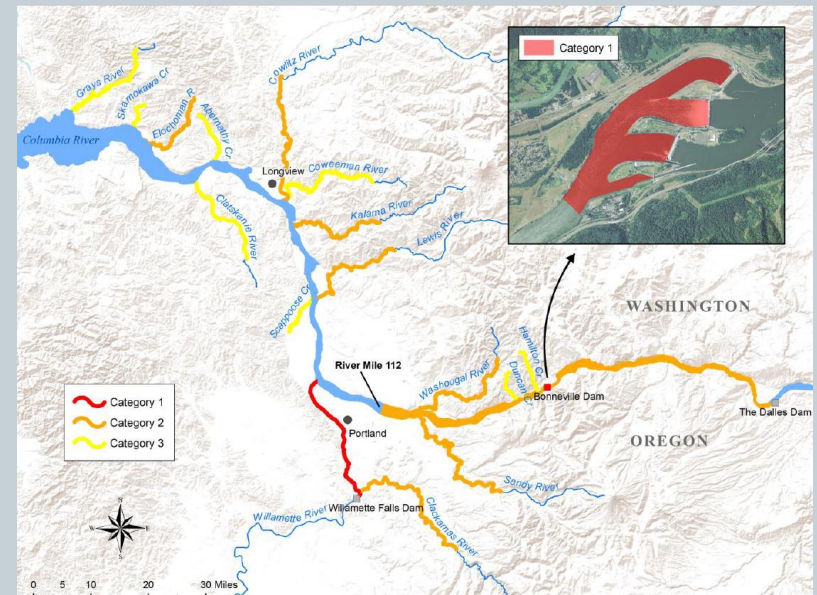 Category 1
Cowlitz River
Grays River
Skamokawa Cr
Elochoman R
Abernathy Cr
Columbia River
Longview
Coweeman River
Clatskanie River
Kalama River
Lewis River
WASHINGTON
Scappoose Cr
River Mile 112
Washougal River
Hamilton Cr
Duncan Cr
Bonneville Dam
The Dalles Dam
Category 1
Category 2
Category 3
Portland
OREGON
Sandy River
Willamette Falls Dam
Willamette River
Clackamas River
N
W E
S
0 5 10 20 30 Miles